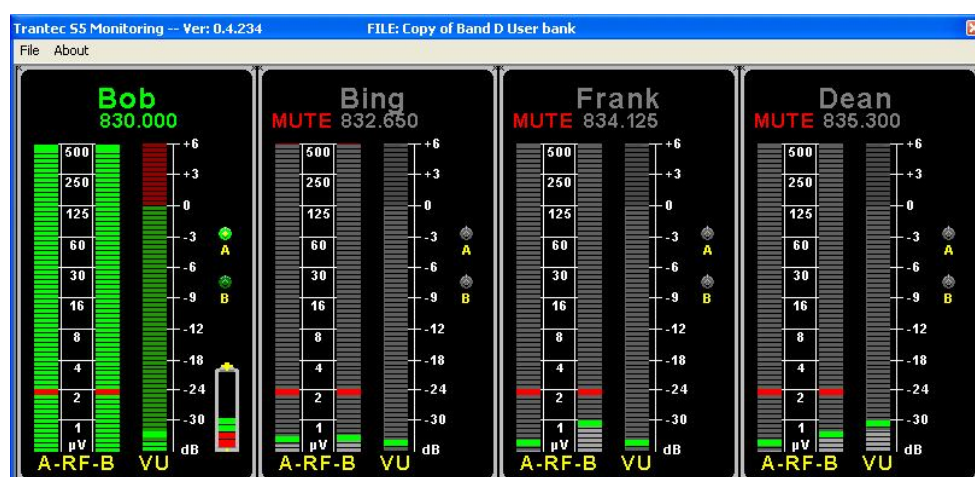 Trantec S5 Monitoring -- Ver: 0.4.234 FILE: Copy of Band D User bank
File About
Bob
830.000
500
250
125
60
30
16
8
4
2
1
µV
+6
+3
0
-3
-6
-9
-12
-18
-24
-30
dB
A
B
A-RF-B VU
Bing
MUTE 832.650
500
250
125
60
30
16
8
4
2
1
µV
+6
+3
0
-3
-6
-9
-12
-18
-24
-30
dB
A
B
A-RF-B VU
Frank
MUTE 834.125
500
250
125
60
30
16
8
4
2
1
µV
+6
+3
0
-3
-6
-9
-12
-18
-24
-30
dB
A
B
A-RF-B VU
Dean
MUTE 835.300
500
250
125
60
30
16
8
4
2
1
µV
+6
+3
0
-3
-6
-9
-12
-18
-24
-30
dB
A
B
A-RF-B VU